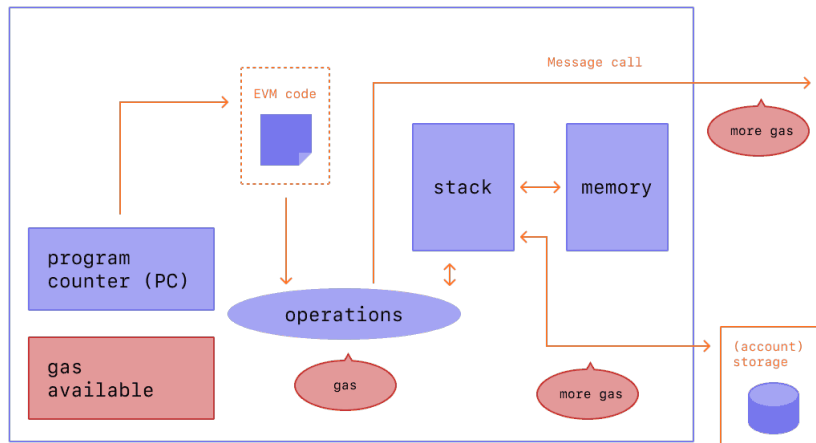 Message call
EVM code
more gas
stack
memory
program
counter (PC)
operations
(account)
storage
gas
available
gas
more gas